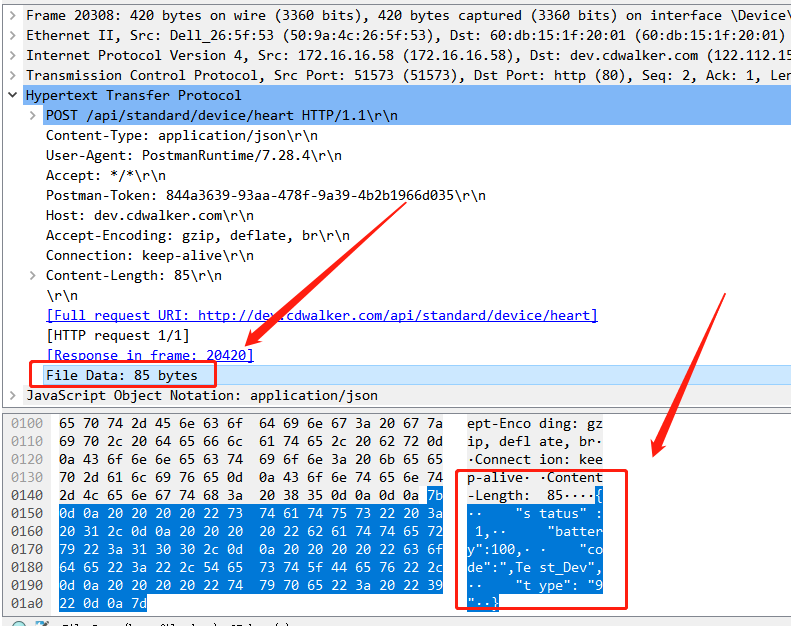 Frame 20308: 420 bytes on wire (3360 bits), 420 bytes captured (3360 bits) on interface \Device\
Ethernet II, Src: Dell_26:5f:53 (50:9a:4c:26:5f:53), Dst: 60:db:15:1f:20:01 (60:db:15:1f:20:01)
Internet Protocol Version 4, Src: 172.16.16.58 (172.16.16.58), Dst: dev.cdwalker.com (122.112.15
Transmission Control Protocol, Src Port: 51573 (51573), Dst Port: http (80), Seq: 2, Ack: 1, Len
Hypertext Transfer Protocol
POST /api/standard/device/heart HTTP/1.1\r\n
Content-Type: application/json\r\n
User-Agent: PostmanRuntime/7.28.4\r\n
Accept: */*\r\n
Postman-Token: 844a3639-93aa-478f-9a39-4b2b1966d035\r\n
Host: dev.cdwalker.com\r\n
Accept-Encoding: gzip, deflate, br\r\n
Connection: keep-alive\r\n
Content-Length: 85\r\n
\r\n
[Full request URI: http://dev.cdwalker.com/api/standard/device/heart]
[HTTP request 1/1]
[Response in frame: 20420]
File Data: 85 bytes
JavaScript Object Notation: application/json
0100 65 70 74 2d 45 6e 63 6f 64 69 6e 67 3a 20 67 7a ept-Enco ding: gz
0110 69 70 2c 20 64 65 66 6c 61 74 65 2c 20 62 72 0d ip, defl ate, br·
0120 0a 43 6f 6e 6e 65 63 74 69 6f 6e 3a 20 6b 65 65 ·Connect ion: kee
0130 70 2d 61 6c 69 76 65 0d 0a 43 6f 6e 74 65 6e 74 p-alive· ·Content
0140 2d 4c 65 6e 67 74 68 3a 20 38 35 0d 0a 0d 0a 7b -Length: 85····{
0150 0d 0a 20 20 20 20 22 73 74 61 74 75 73 22 20 3a ·· "s tatus" :
0160 20 31 2c 0d 0a 20 20 20 20 22 62 61 74 74 65 72 1,·· "batter
0170 79 22 3a 31 30 30 2c 0d 0a 20 20 20 20 22 63 6f y":100,· · "co
0180 64 65 22 3a 22 2c 54 65 73 74 5f 44 65 76 22 2c de":",Te st_Dev",
0190 0d 0a 20 20 20 20 22 74 79 70 65 22 3a 20 22 39 ·· "t ype": "9
01a0 22 0d 0a 7d "··}